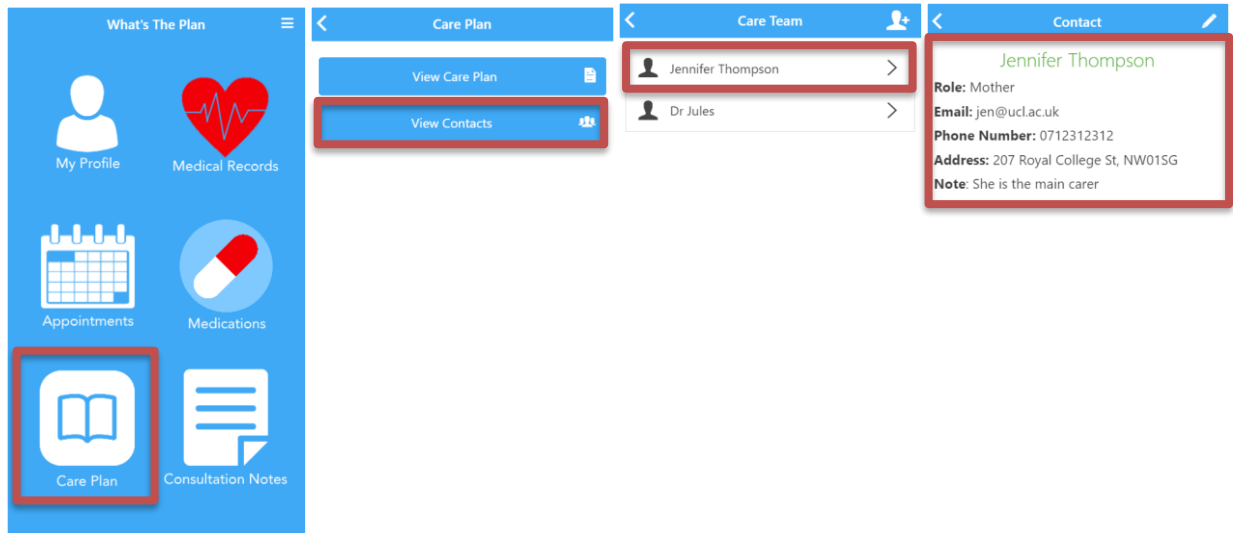 What's The Plan
My Profile
Medical Records
Appointments
Medications
Care Plan
Consultation Notes
Care Plan
View Care Plan
View Contacts
Care Team
Jennifer Thompson
Dr Jules
Contact
Jennifer Thompson
Role: Mother
Email: jen@ucl.ac.uk
Phone Number: 0712312312
Address: 207 Royal College St, NW01SG
Note: She is the main carer